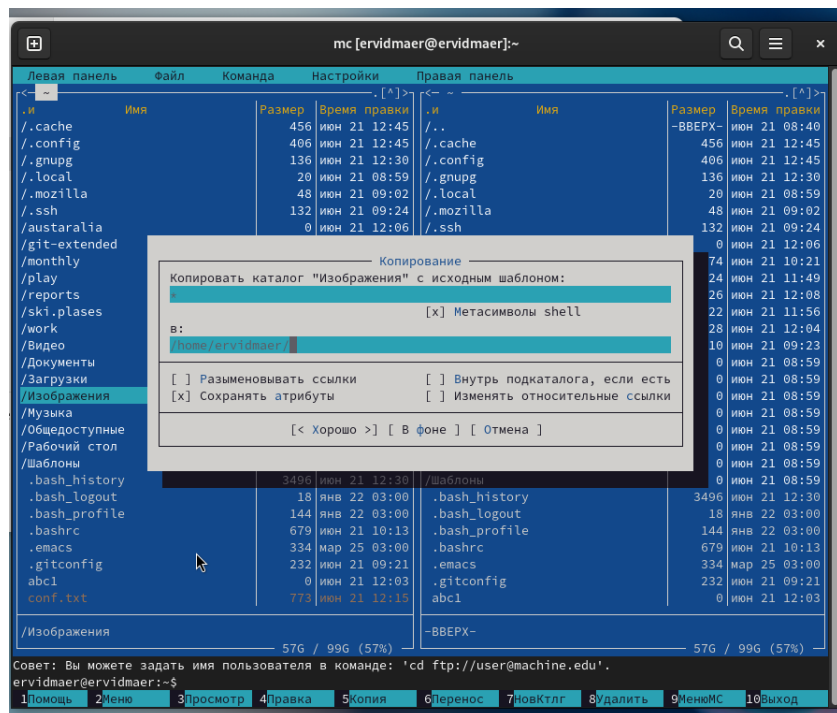 mc [ervidmaer@ervidmaer]:~
Левая панель Файл Команда Настройки Правая панель
<— ~ .[^]> <— ~ .[^]>
.и Имя Размер Время правки .и Имя Размер Время правки
/.cache 456 июн 21 12:45 /.. -ВВЕРХ- июн 21 08:40
/.config 406 июн 21 12:45 /.cache 456 июн 21 12:45
/.gnupg 136 июн 21 12:30 /.config 406 июн 21 12:45
/.local 20 июн 21 08:59 /.gnupg 136 июн 21 12:30
/.mozilla 48 июн 21 09:02 /.local 20 июн 21 08:59
/.ssh 132 июн 21 09:24 /.mozilla 48 июн 21 09:02
/austaralia 0 июн 21 12:06 /.ssh 132 июн 21 09:24
/git-extended 0 июн 21 12:06
/monthly Копирование 74 июн 21 10:21
/play Копировать каталог "Изображения" с исходным шаблоном: 24 июн 21 11:49
/reports * 26 июн 21 12:08
/ski.plases [x] Метасимволы shell 22 июн 21 11:56
/work в: 28 июн 21 12:04
/Видео /home/ervidmaer/ 10 июн 21 09:23
/Документы 0 июн 21 08:59
/Загрузки [ ] Разыменовывать ссылки [ ] Внутрь подкаталога, если есть 0 июн 21 08:59
/Изображения [x] Сохранять атрибуты [ ] Изменять относительные ссылки 0 июн 21 08:59
/Музыка 0 июн 21 08:59
/Общедоступные [< Хорошо >] [ В фоне ] [ Отмена ] 0 июн 21 08:59
/Рабочий стол 0 июн 21 08:59
/Шаблоны 0 июн 21 08:59
.bash_history 3496 июн 21 12:30 /Шаблоны 0 июн 21 08:59
.bash_logout 18 янв 22 03:00 .bash_history 3496 июн 21 12:30
.bash_profile 144 янв 22 03:00 .bash_logout 18 янв 22 03:00
.bashrc 679 июн 21 10:13 .bash_profile 144 янв 22 03:00
.emacs 334 мар 25 03:00 .bashrc 679 июн 21 10:13
.gitconfig 232 июн 21 09:21 .emacs 334 мар 25 03:00
abc1 0 июн 21 12:03 .gitconfig 232 июн 21 09:21
conf.txt 773 июн 21 12:15 abc1 0 июн 21 12:03
/Изображения -ВВЕРХ-
57G / 99G (57%) 57G / 99G (57%)
Совет: Вы можете задать имя пользователя в команде: 'cd ftp://user@machine.edu'.
ervidmaer@ervidmaer:~$
1Помощь 2Меню 3Просмотр 4Правка 5Копия 6Перенос 7НовКтлг 8Удалить 9МенюMC 10Выход